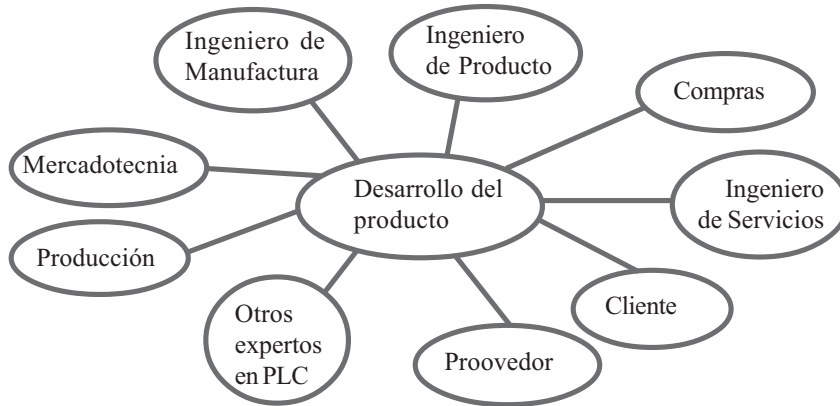 Ingeniero de
Manufactura
Ingeniero
de Producto
Compras
Mercadotecnia
Desarrollo del
producto
Ingeniero
de Servicios
Producción
Otros
expertos
en PLC
Proovedor
Cliente